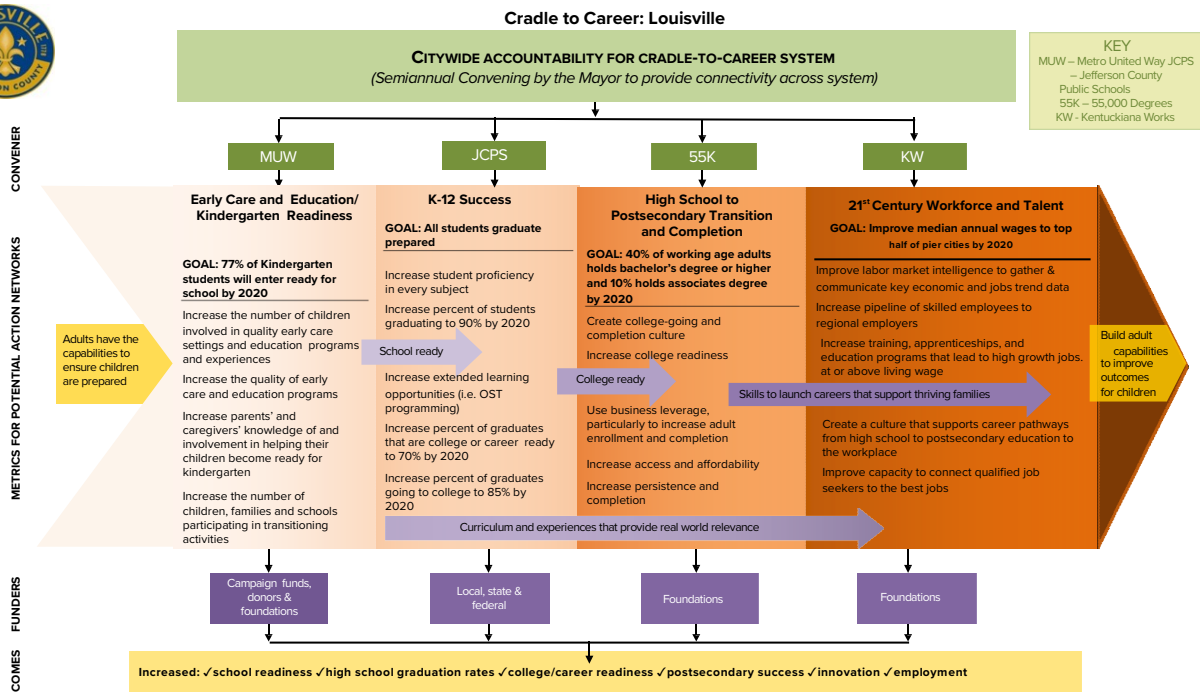 Cradle to Career: Louisville
CITYWIDE ACCOUNTABILITY FOR CRADLE-TO-CAREER SYSTEM
(Semiannual Convening by the Mayor to provide connectivity across system)
KEY
MUW – Metro United Way JCPS
– Jefferson County
Public Schools
55K – 55,000 Degrees
KW - Kentuckiana Works
CONVENER
MUW
JCPS
55K
KW
METRICS FOR POTENTIAL ACTION NETWORKS
Adults have the
capabilities to
ensure children
are prepared
Early Care and Education/
Kindergarten Readiness
GOAL: 77% of Kindergarten
students will enter ready for
school by 2020
Increase the number of children
involved in quality early care
settings and education programs
and experiences
Increase the quality of early
care and education programs
Increase parents' and
caregivers' knowledge of and
involvement in helping their
children become ready for
kindergarten
Increase the number of
children, families and schools
participating in transitioning
activities
School ready
K-12 Success
GOAL: All students graduate
prepared
Increase student proficiency
in every subject
Increase percent of students
graduating to 90% by 2020
Increase extended learning
opportunities (i.e. OST
programming)
Increase percent of graduates
that are college or career ready
to 70% by 2020
Increase percent of graduates
going to college to 85% by
2020
College ready
High School to
Postsecondary Transition
and Completion
GOAL: 40% of working age adults
holds bachelor's degree or higher
and 10% holds associates degree
by 2020
Create college-going and
completion culture
Increase college readiness
Use business leverage,
particularly to increase adult
enrollment and completion
Increase access and affordability
Increase persistence and
completion
Skills to launch careers that support thriving families
Curriculum and experiences that provide real world relevance
21st Century Workforce and Talent
GOAL: Improve median annual wages to top
half of pier cities by 2020
Improve labor market intelligence to gather &
communicate key economic and jobs trend data
Increase pipeline of skilled employees to
regional employers
Increase training, apprenticeships, and
education programs that lead to high growth jobs.
at or above living wage
Create a culture that supports career pathways
from high school to postsecondary education to
the workplace
Improve capacity to connect qualified job
seekers to the best jobs
Build adult
capabilities
to improve
outcomes
for children
FUNDERS
Campaign funds,
donors &
foundations
Local, state &
federal
Foundations
Foundations
COMES
Increased: ✓school readiness ✓high school graduation rates ✓college/career readiness ✓postsecondary success ✓innovation ✓employment